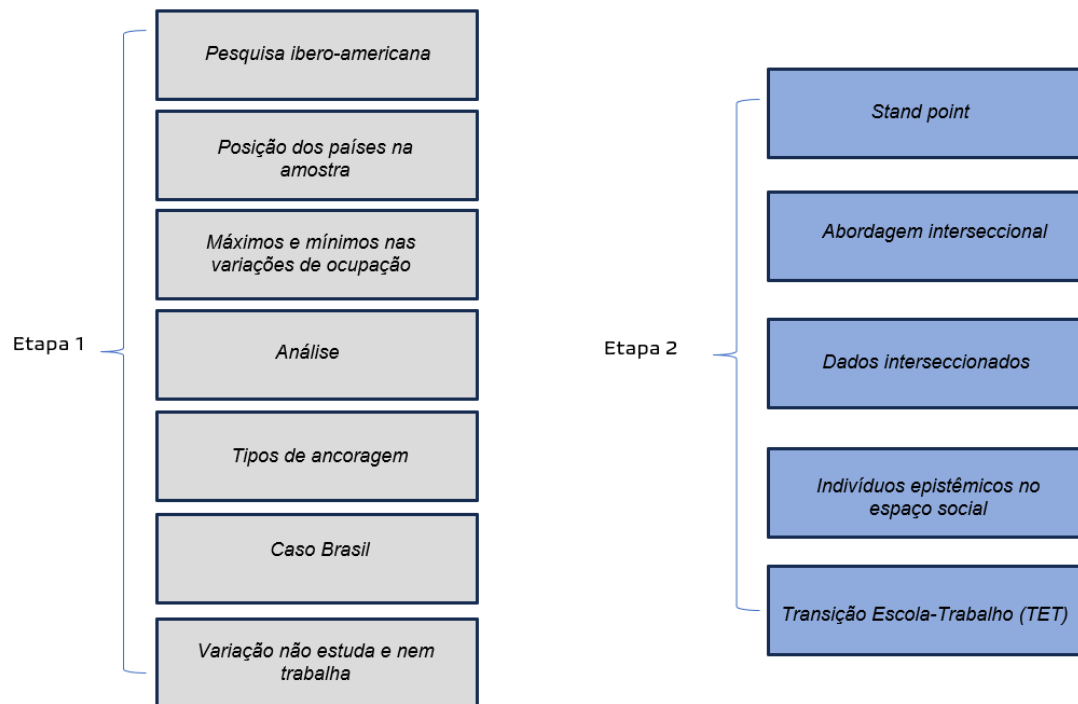 Etapa 1
Pesquisa ibero-americana
Posição dos países na
amostra
Máximos e mínimos nas
variações de ocupação
Análise
Tipos de ancoragem
Caso Brasil
Variação não estuda e nem
trabalha
Etapa 2
Stand point
Abordagem interseccional
Dados interseccionados
Indivíduos epistêmicos no
espaço social
Transição Escola-Trabalho (TET)